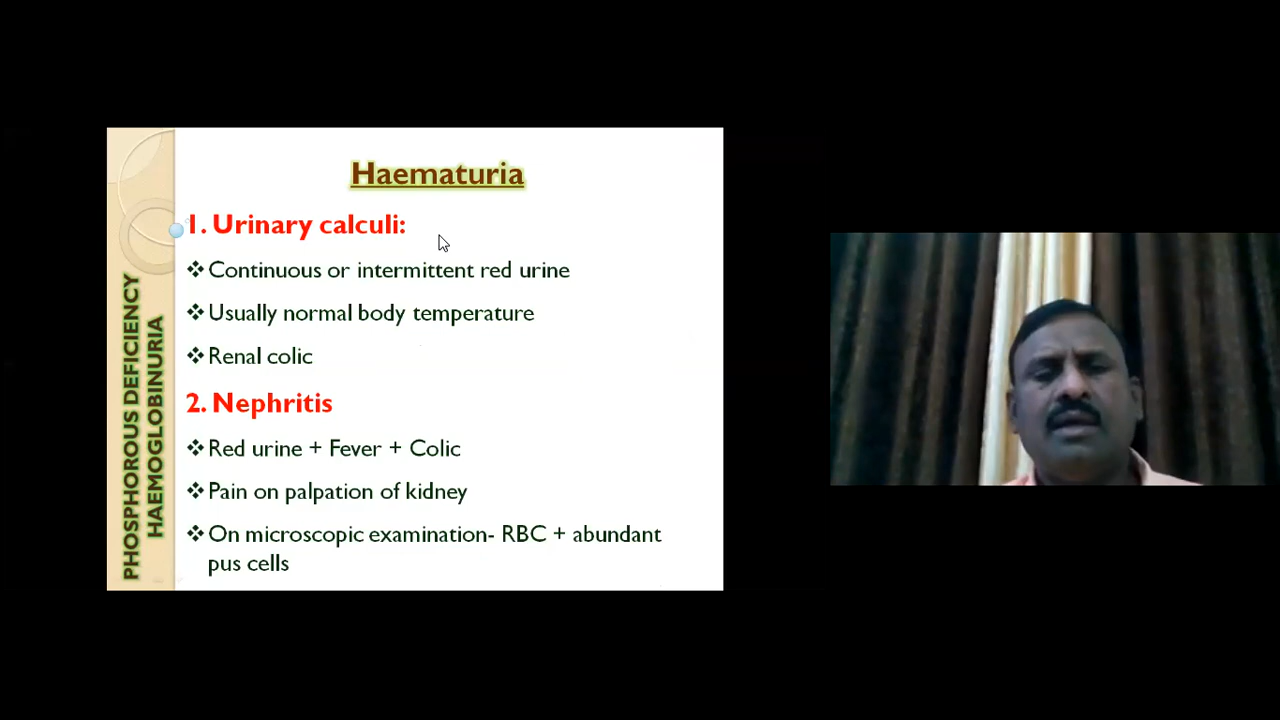 Haematuria
1. Urinary calculi:
❖Continuous or intermittent red urine
❖Usually normal body temperature
❖Renal colic
2. Nephritis
❖Red urine + Fever + Colic
❖Pain on palpation of kidney
❖On microscopic examination- RBC + abundant
pus cells
PHOSPHOROUS DEFICIENCY
HAEMOGLOBINURIA